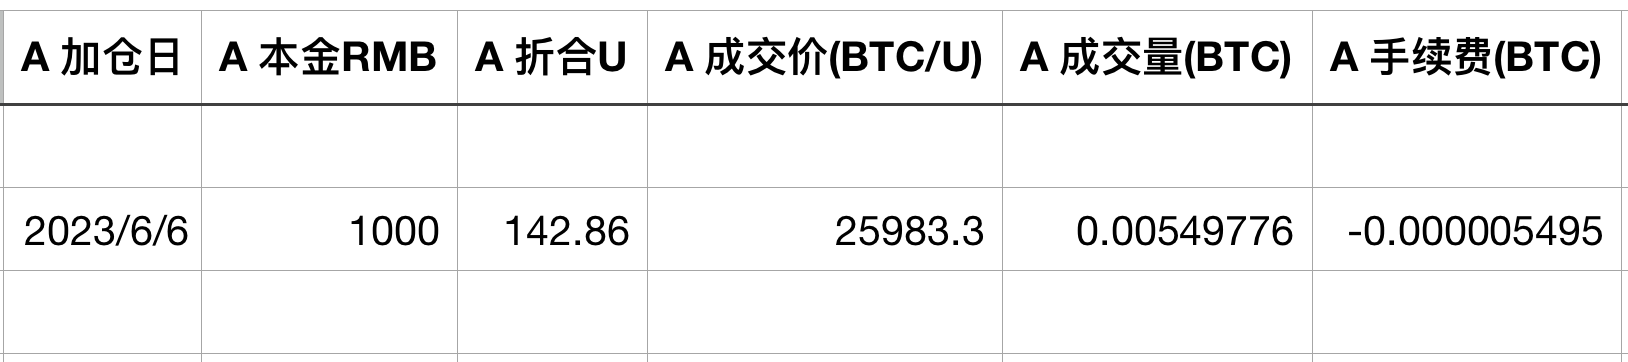 A 加仓日 A 本金RMB A 折合U A 成交价(BTC/U) A 成交量(BTC) A 手续费(BTC)
2023/6/6 1000 142.86 25983.3 0.00549776 -0.000005495